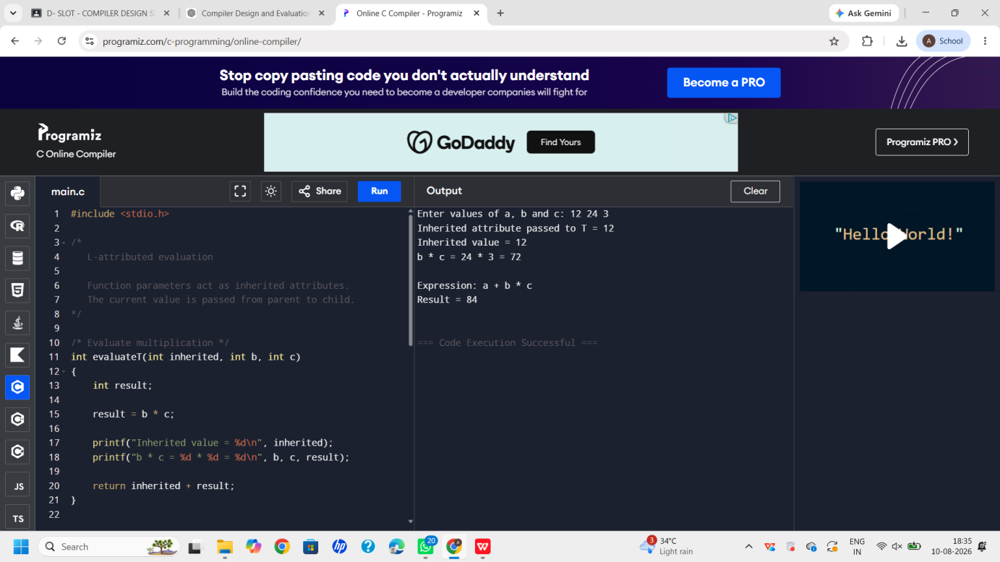 D- SLOT - COMPILER DESIGN S
Compiler Design and Evaluation
Online C Compiler - Programiz
Ask Gemini
programiz.com/c-programming/online-compiler/
A School
Stop copy pasting code you don't actually understand
Build the coding confidence you need to become a developer companies will fight for
Become a PRO
Programiz
C Online Compiler
GoDaddy
Find Yours
Programiz PRO
main.c
Share
Run
Output
Clear
1 #include <stdio.h>
2
3 /*
4 L-attributed evaluation
5
6 Function parameters act as inherited attributes.
7 The current value is passed from parent to child.
8 */
9
10 /* Evaluate multiplication */
11 int evaluateT(int inherited, int b, int c)
12 {
13 int result;
14
15 result = b * c;
16
17 printf("Inherited value = %d\n", inherited);
18 printf("b * c = %d * %d = %d\n", b, c, result);
19
20 return inherited + result;
21 }
22
Enter values of a, b and c: 12 24 3
Inherited attribute passed to T = 12
Inherited value = 12
b * c = 24 * 3 = 72
Expression: a + b * c
Result = 84
=== Code Execution Successful ===
"Hello World!"
JS
TS
Search
hp
20
3
34°C
Light rain
ENG
IN
18:35
10-08-2026